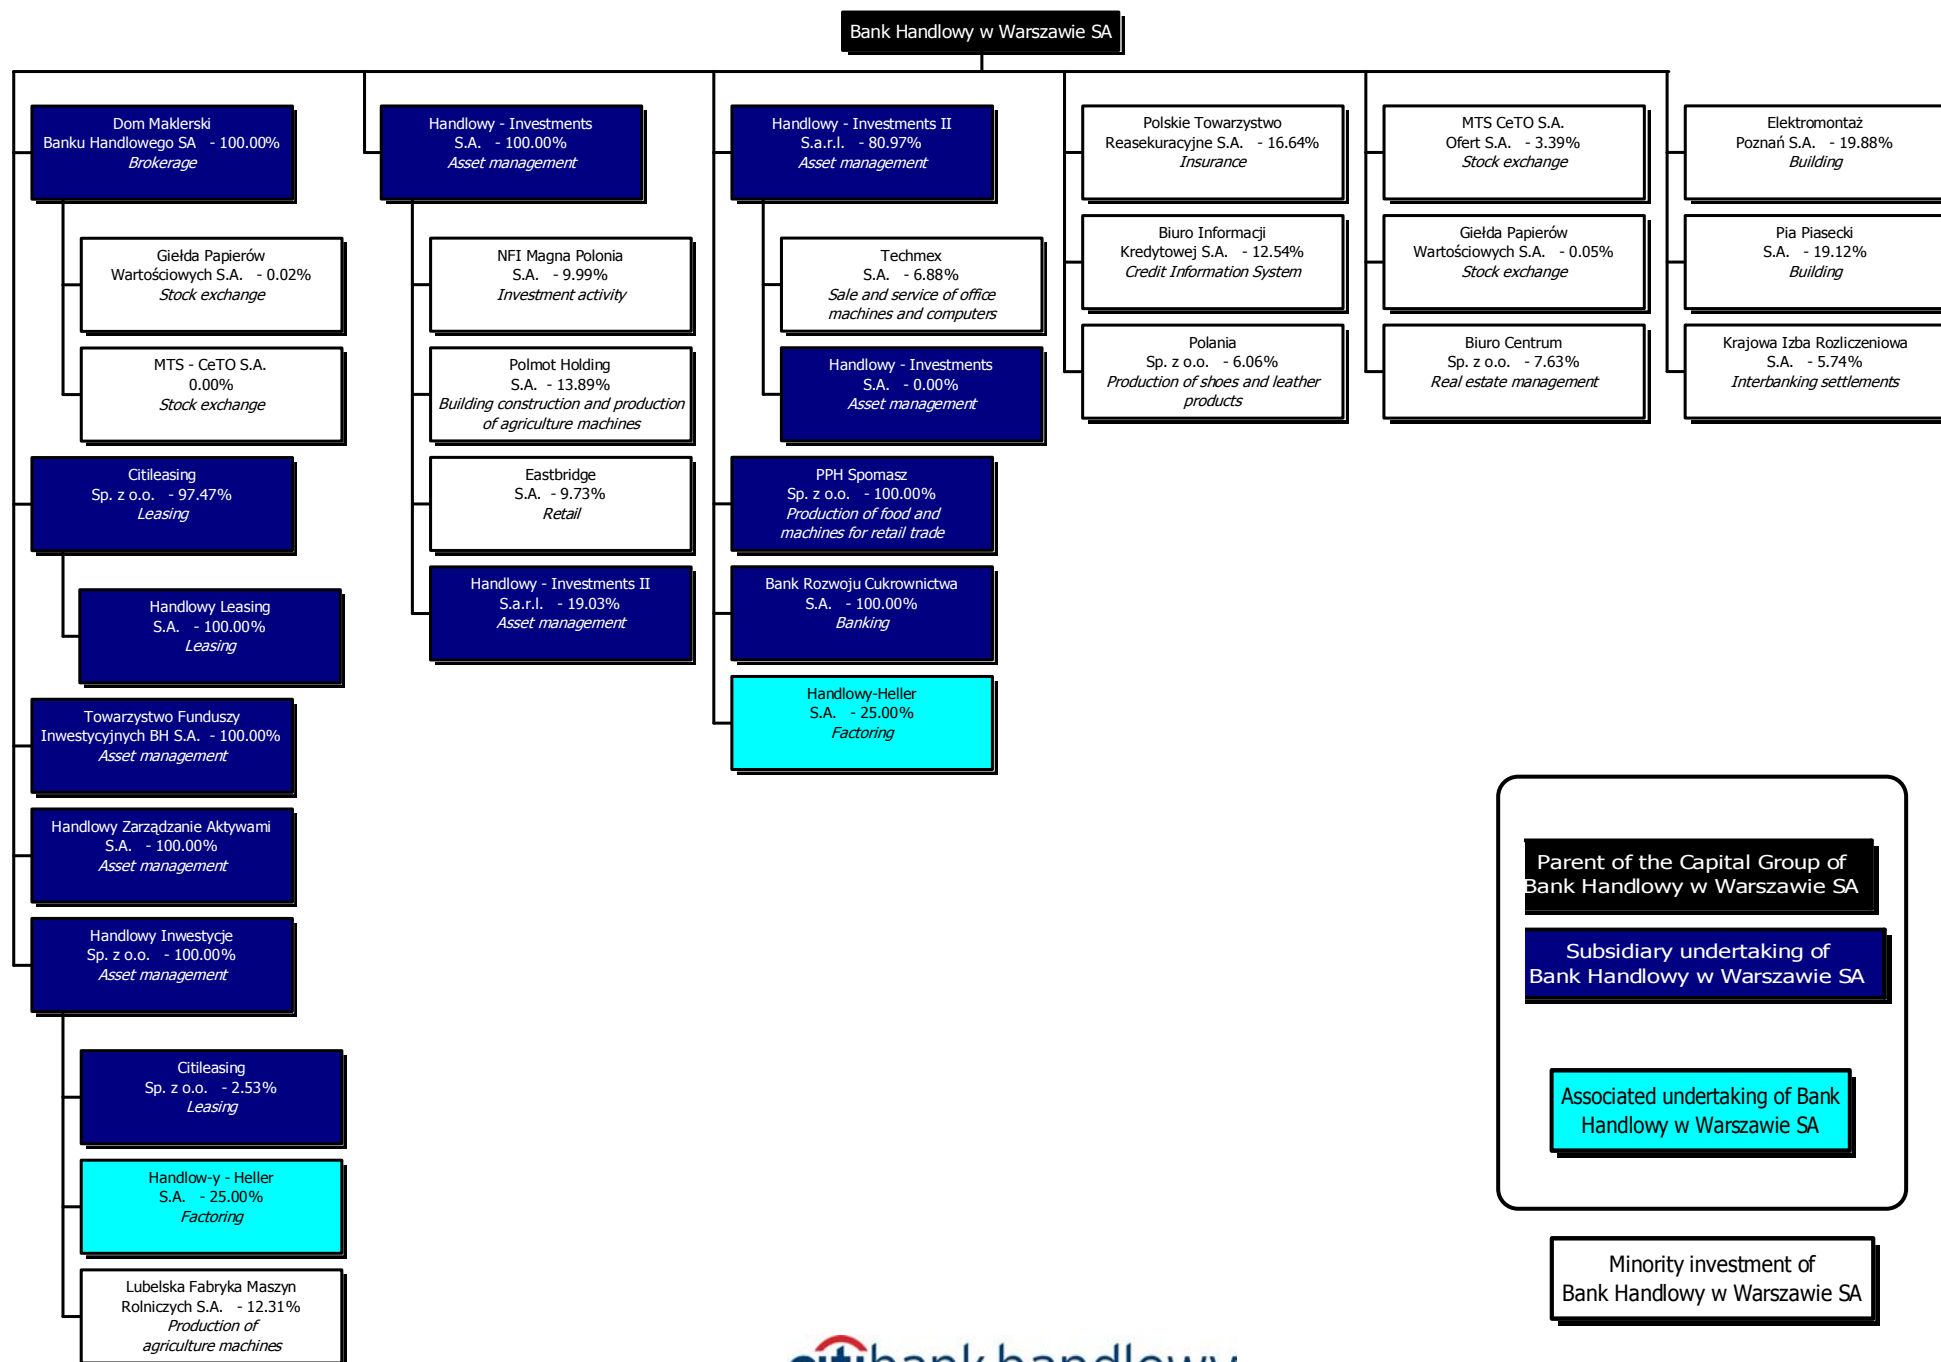 Bank Handlowy w Warszawie SA
Dom Maklerski
Banku Handlowego SA - 100.00%
Brokerage
Giełda Papierów
Wartościowych S.A. - 0.02%
Stock exchange
MTS - CeTO S.A.
0.00%
Stock exchange
Citileasing
Sp. z o.o. - 97.47%
Leasing
Handlowy Leasing
S.A. - 100.00%
Leasing
Towarzystwo Funduszy
Inwestycyjnych BH S.A. - 100.00%
Asset management
Handlowy Zarządzanie Aktywami
S.A. - 100.00%
Asset management
Handlowy Inwestycje
Sp. z o.o. - 100.00%
Asset management
Citileasing
Sp. z o.o. - 2.53%
Leasing
Handlow-y - Heller
S.A. - 25.00%
Factoring
Lubelska Fabryka Maszyn
Rolniczych S.A. - 12.31%
Production of
agriculture machines
Handlowy - Investments
S.A. - 100.00%
Asset management
NFI Magna Polonia
S.A. - 9.99%
Investment activity
Polmot Holding
S.A. - 13.89%
Building construction and production
of agriculture machines
Eastbridge
S.A. - 9.73%
Retail
Handlowy - Investments II
S.a.r.l. - 19.03%
Asset management
Handlowy - Investments II
S.a.r.l. - 80.97%
Asset management
Techmex
S.A. - 6.88%
Sale and service of office
machines and computers
Handlowy - Investments
S.A. - 0.00%
Asset management
PPH Spomasz
Sp. z o.o. - 100.00%
Production of food and
machines for retail trade
Bank Rozwoju Cukrownictwa
S.A. - 100.00%
Banking
Handlowy-Heller
S.A. - 25.00%
Factoring
Polskie Towarzystwo
Reasekuracyjne S.A. - 16.64%
Insurance
Biuro Informacji
Kredytowej S.A. - 12.54%
Credit Information System
Polania
Sp. z o.o. - 6.06%
Production of shoes and leather
products
MTS CeTO S.A.
Ofert S.A. - 3.39%
Stock exchange
Giełda Papierów
Wartościowych S.A. - 0.05%
Stock exchange
Biuro Centrum
Sp. z o.o. - 7.63%
Real estate management
Elektromontaż
Poznań S.A. - 19.88%
Building
Pia Piasecki
S.A. - 19.12%
Building
Krajowa Izba Rozliczeniowa
S.A. - 5.74%
Interbanking settlements
Parent of the Capital Group of
Bank Handlowy w Warszawie SA
Subsidiary undertaking of
Bank Handlowy w Warszawie SA
Associated undertaking of Bank
Handlowy w Warszawie SA
Minority investment of
Bank Handlowy w Warszawie SA
citibank handlowy